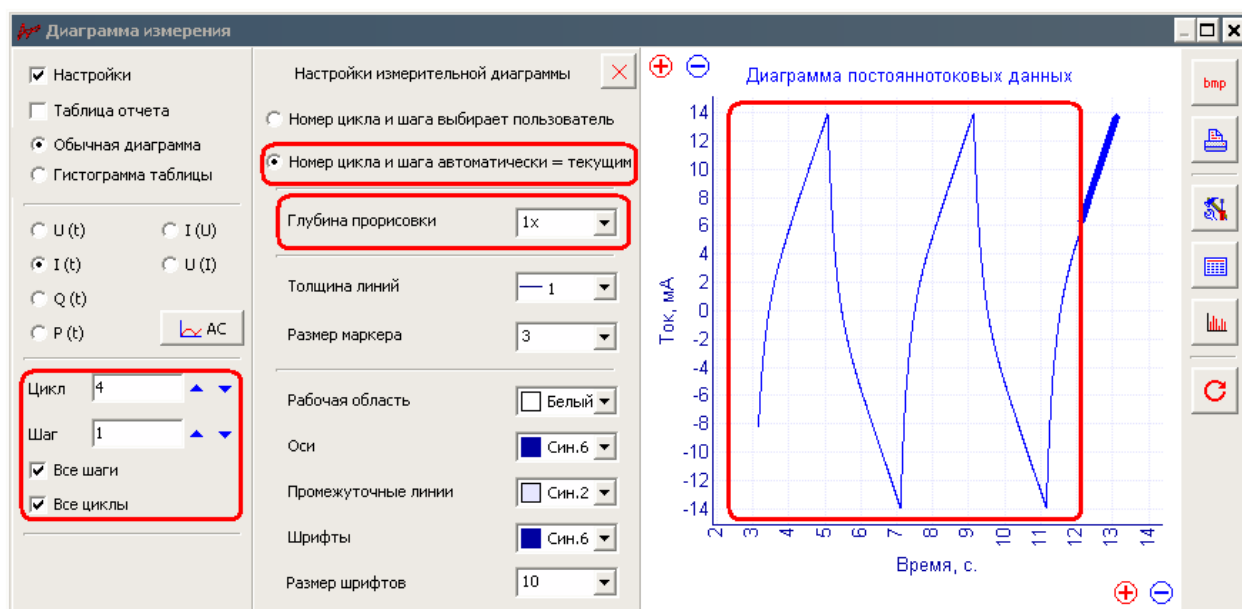 Диаграмма измерения
Настройки
Таблица отчета
Обычная диаграмма
Гистограмма таблицы
U (t)
I (U)
I (t)
U (I)
Q (t)
P (t)
AC
Цикл
4
Шаг
1
Все шаги
Все циклы
Настройки измерительной диаграммы
Номер цикла и шага выбирает пользователь
Номер цикла и шага автоматически = текущим
Глубина прорисовки
1x
Толщина линий
1
Размер маркера
3
Рабочая область
Белый
Оси
Син.6
Промежуточные линии
Син.2
Шрифты
Син.6
Размер шрифтов
10
Диаграмма постояннотоковых данных
Ток, мА
14
12
10
8
6
4
2
0
-2
-4
-6
-8
-10
-12
-14
2
3
4
5
6
7
8
9
10
11
12
13
14
Время, с.
bmp